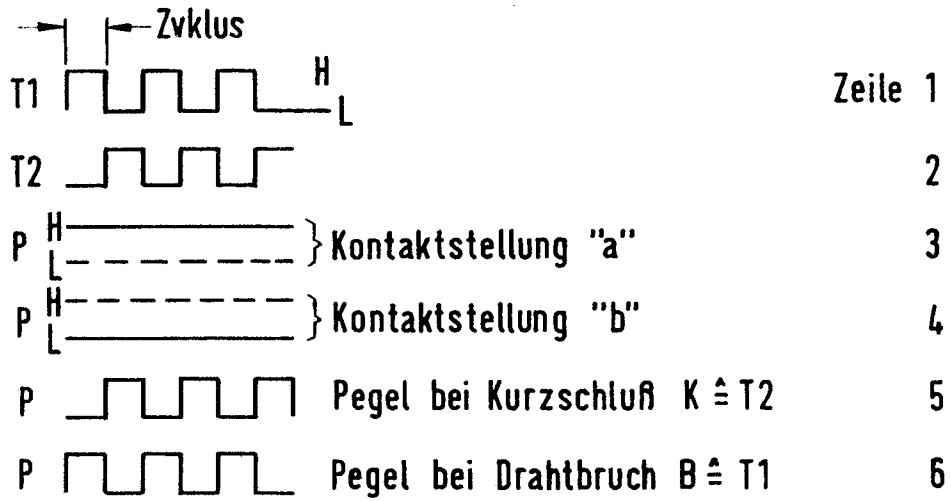 Zvklus
T1 H L Zeile 1
T2 2
P H L Kontaktstellung "a" 3
P H L Kontaktstellung "b" 4
P Pegel bei Kurzschluß K ≙ T2 5
P Pegel bei Drahtbruch B ≙ T1 6